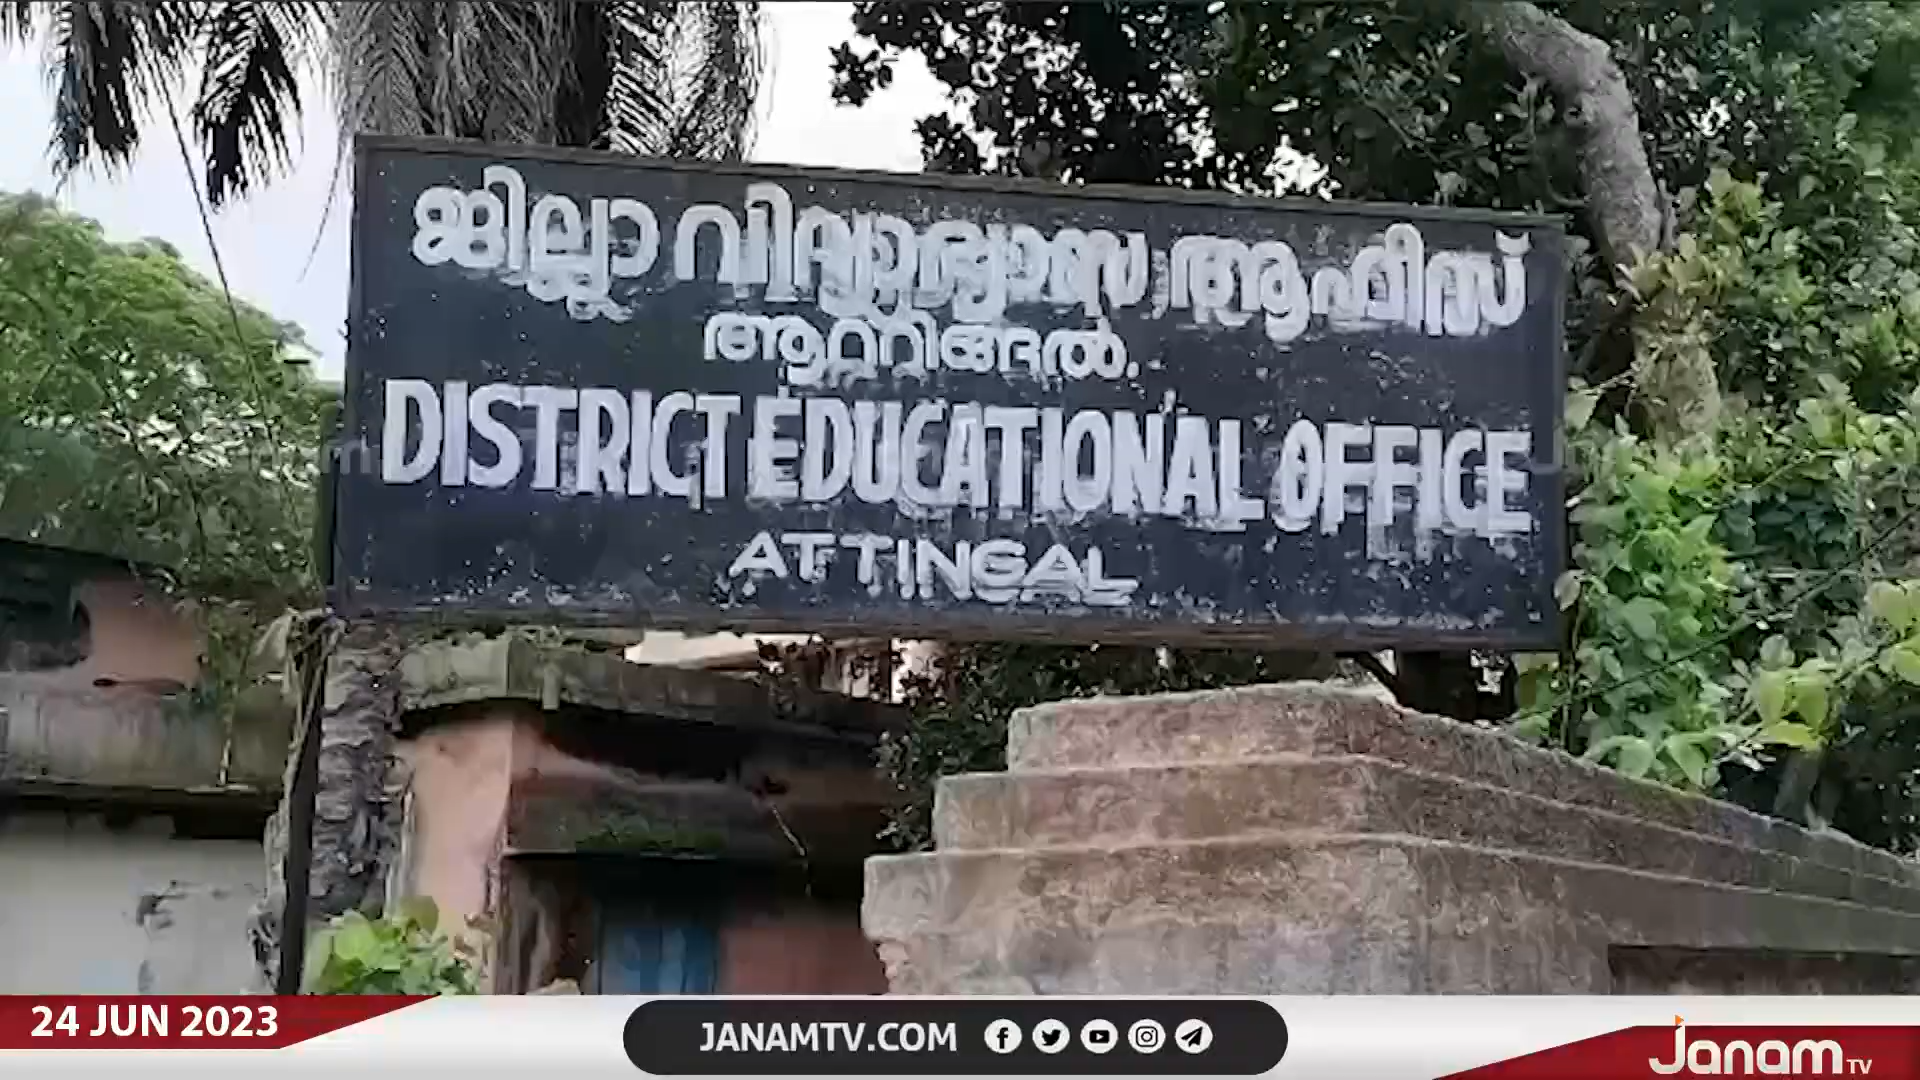 ജില്ലാ വിദ്യാഭ്യാസ ആഫീസ്
ആറ്റിങ്ങൽ.
DISTRICT EDUCATIONAL OFFICE
ATTINGAL
24 JUN 2023
JANAMTV.COM
Janam TV